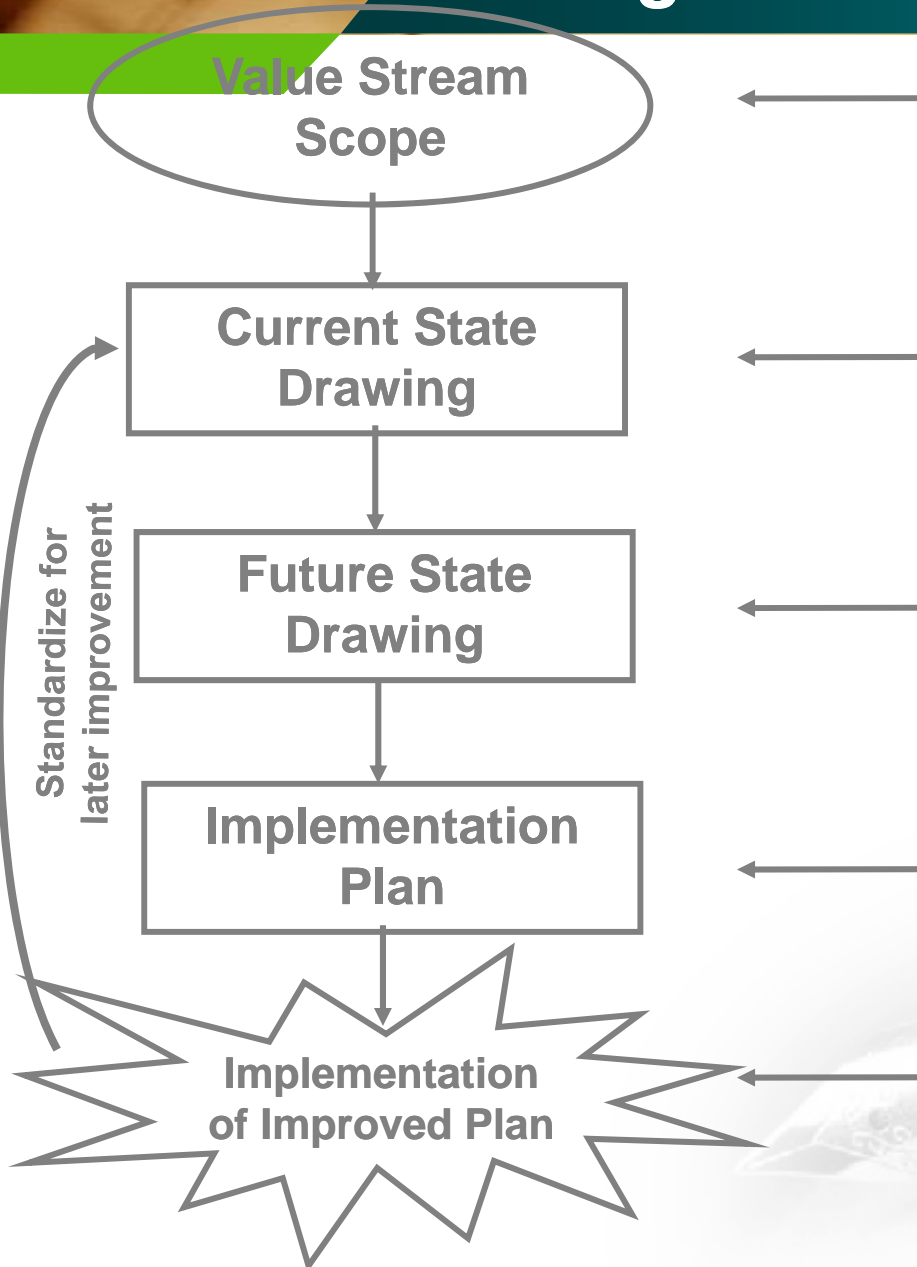 Value Stream
Scope
Current State
Drawing
Future State
Drawing
Standardize for
later improvement
Implementation
Plan
Implementation
of Improved Plan